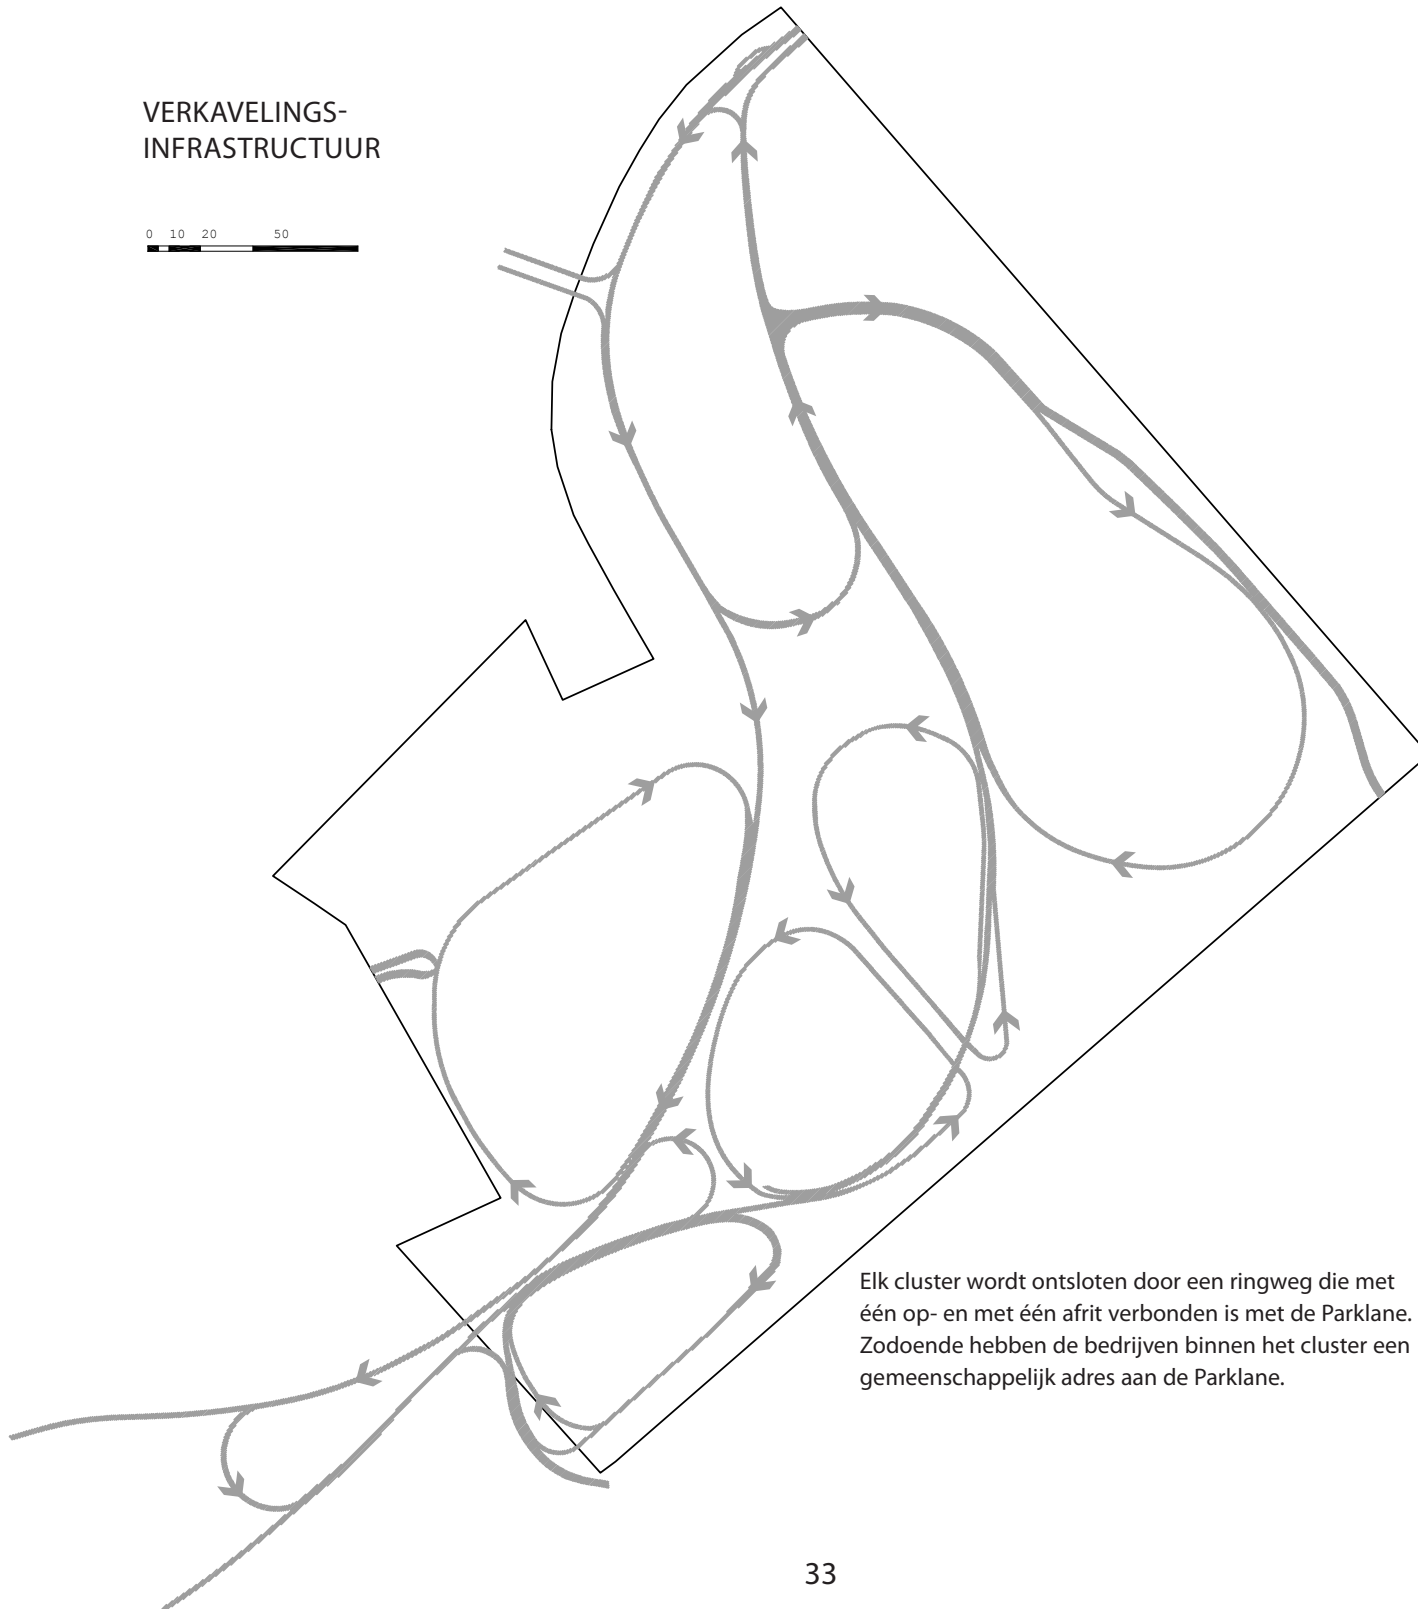 VERKAVELINGS-
INFRASTRUCTUUR
0 10 20 50
Elk cluster wordt ontsloten door een ringweg die met
één op- en met één afrit verbonden is met de Parklane.
Zodoende hebben de bedrijven binnen het cluster een
gemeenschappelijk adres aan de Parklane.
33